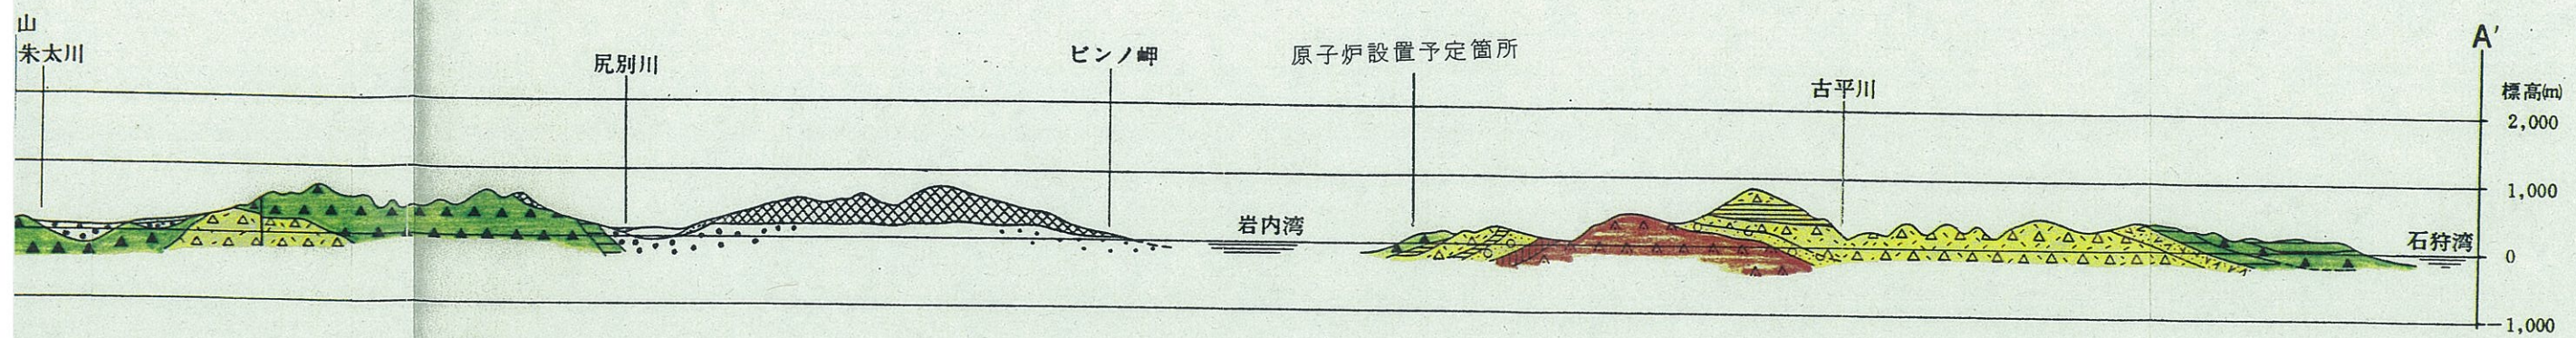 山
朱太川
尻別川
ビンノ岬
原子炉設置予定箇所
古平川
A′
標高(m)
2,000
1,000
岩内湾
石狩湾
0
-1,000